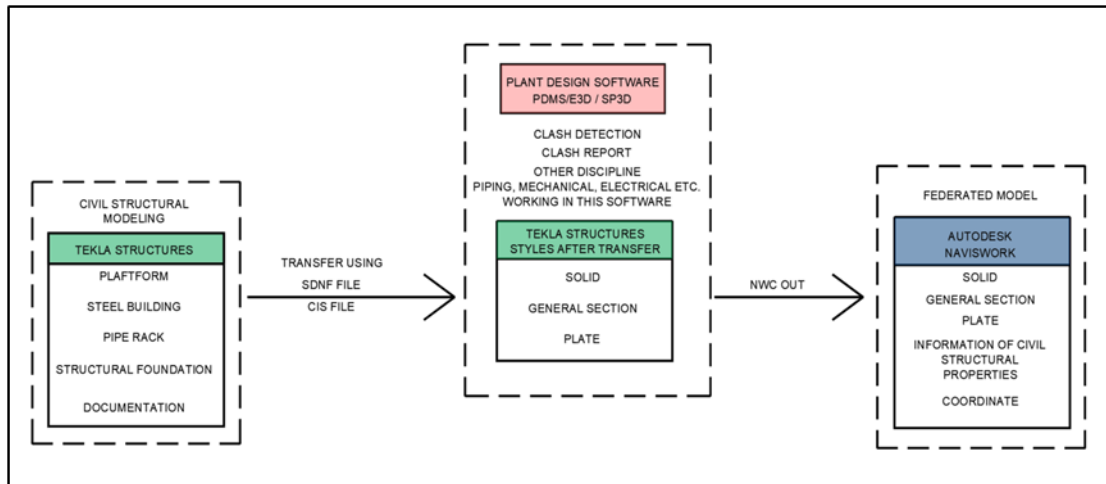 CIVIL STRUCTURAL
MODELING
TEKLA STRUCTURES
PLAFTFORM
STEEL BUILDING
PIPE RACK
STRUCTURAL FOUNDATION
DOCUMENTATION
TRANSFER USING
SDNF FILE
CIS FILE
PLANT DESIGN SOFTWARE
PDMS/E3D / SP3D
CLASH DETECTION
CLASH REPORT
OTHER DISCIPLINE
PIPING, MECHANICAL, ELECTRICAL ETC.
WORKING IN THIS SOFTWARE
TEKLA STRUCTURES
STYLES AFTER TRANSFER
SOLID
GENERAL SECTION
PLATE
NWC OUT
FEDERATED MODEL
AUTODESK
NAVISWORK
SOLID
GENERAL SECTION
PLATE
INFORMATION OF CIVIL
STRUCTURAL
PROPERTIES
COORDINATE